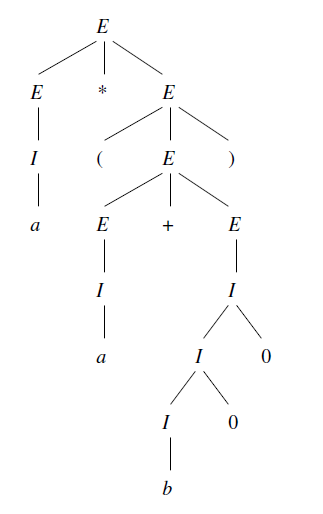 E
E * E
I ( E )
a E + E
I I
a I 0
I 0
b